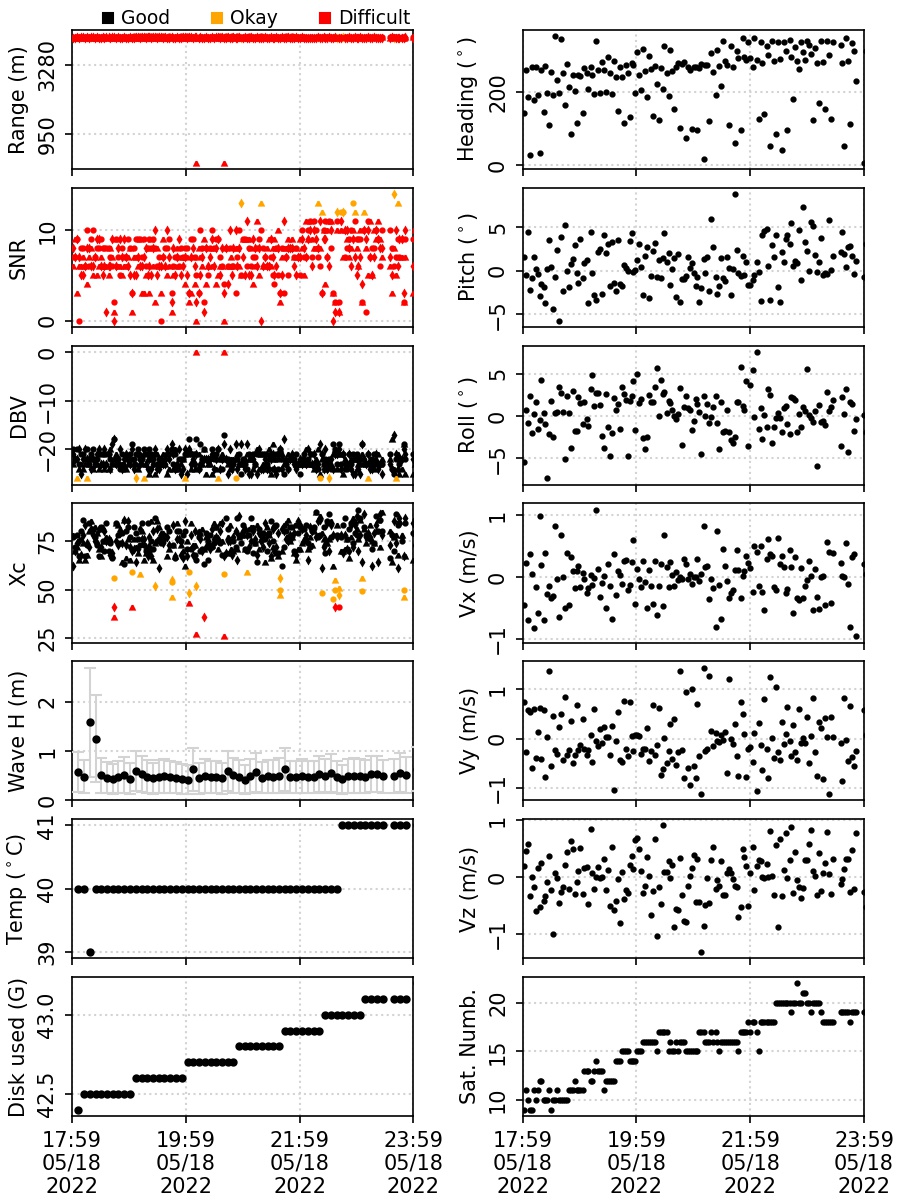 Good Okay Difficult
Range (m)
3280
950
Heading (°)
200
0
SNR
10
0
Pitch (°)
5
0
−5
DBV
0
−10
−20
Roll (°)
5
0
−5
Xc
75
50
25
Vx (m/s)
1
0
−1
Wave H (m)
2
1
0
Vy (m/s)
1
0
−1
Temp (°C)
41
40
39
Vz (m/s)
1
0
−1
Disk used (G)
43.0
42.5
Sat. Numb.
20
15
10
17:59 19:59 21:59 23:59
05/18 05/18 05/18 05/18
2022 2022 2022 2022
17:59 19:59 21:59 23:59
05/18 05/18 05/18 05/18
2022 2022 2022 2022